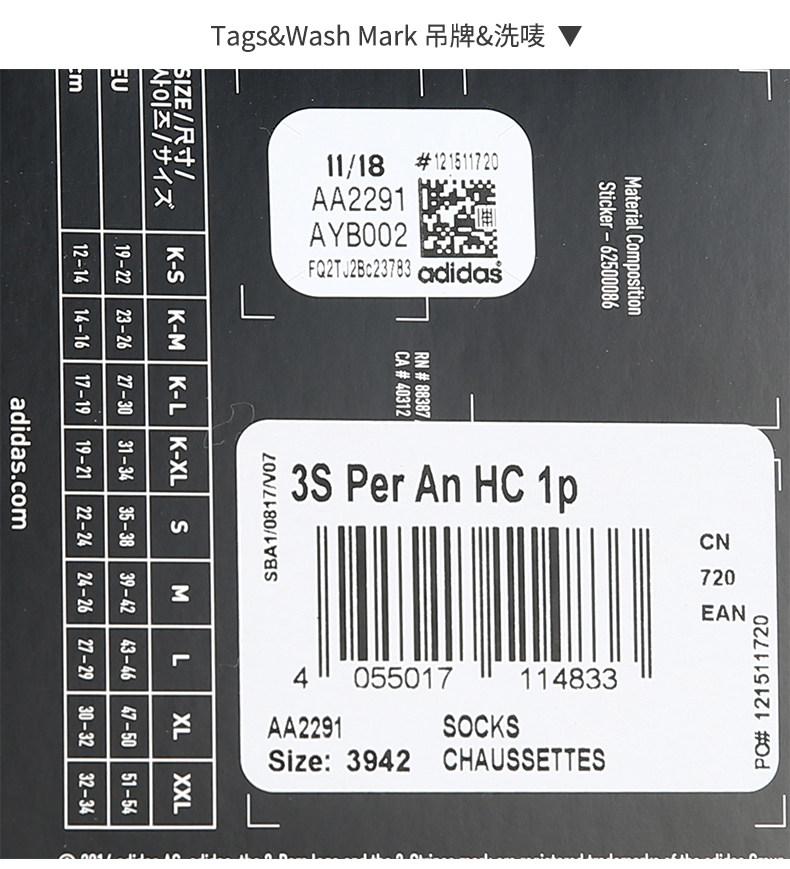 Tags&Wash Mark 吊牌&洗唛 ▼
SIZE/尺寸/
사이즈/サイズ
EU
cm
K-S 19-22 12-14
K-M 23-26 14-16
K-L 27-30 17-19
K-XL 31-34 19-21
S 35-38 22-24
M 39-42 24-26
L 43-46 27-29
XL 47-50 30-32
XXL 51-54 32-34
adidas.com
11/18 #121511720
AA2291
AYB002
FQ2TJ2Bc23783
adidas
Material Composition
Sticker – 62500086
RN # 88387
CA # 40312
SBA1/0817/V07
3S Per An HC 1p
CN
720
EAN
4 055017 114833
PO# 121511720
AA2291 SOCKS
Size: 3942 CHAUSSETTES